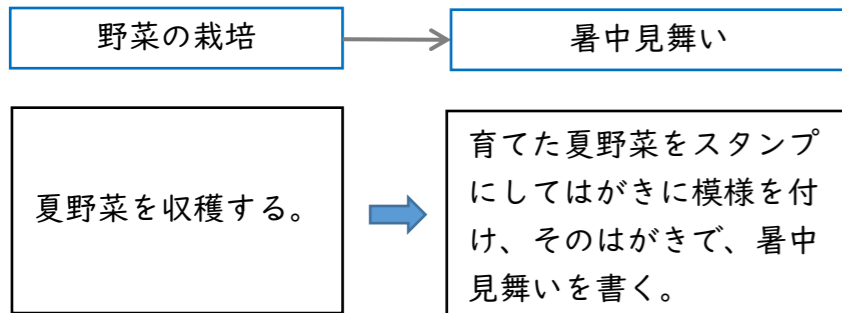 野菜の栽培
暑中見舞い
夏野菜を収穫する。
育てた夏野菜をスタンプ
にしてはがきに模様を付
け、そのはがきで、暑中
見舞いを書く。